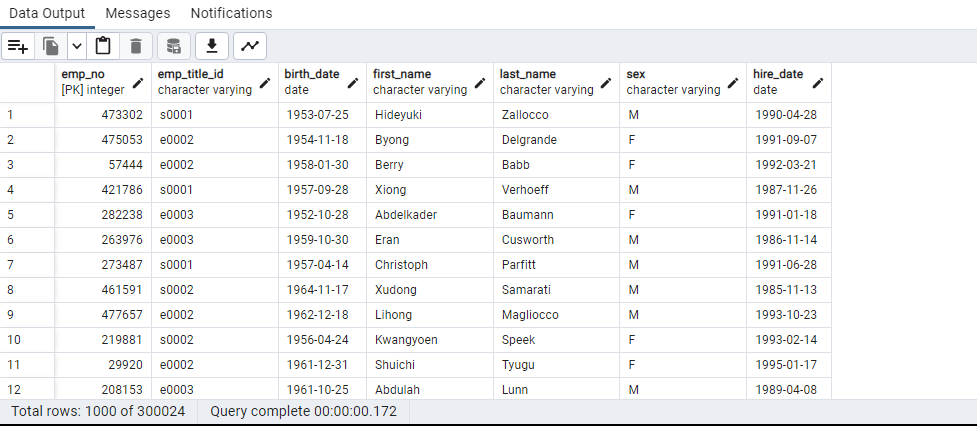 Data Output Messages Notifications
emp_no emp_title_id birth_date first_name last_name sex hire_date
[PK] integer character varying date character varying character varying character varying date
1 473302 s0001 1953-07-25 Hideyuki Zallocco M 1990-04-28
2 475053 e0002 1954-11-18 Byong Delgrande F 1991-09-07
3 57444 e0002 1958-01-30 Berry Babb F 1992-03-21
4 421786 s0001 1957-09-28 Xiong Verhoeff M 1987-11-26
5 282238 e0003 1952-10-28 Abdelkader Baumann F 1991-01-18
6 263976 e0003 1959-10-30 Eran Cusworth M 1986-11-14
7 273487 s0001 1957-04-14 Christoph Parfitt M 1991-06-28
8 461591 s0002 1964-11-17 Xudong Samarati M 1985-11-13
9 477657 e0002 1962-12-18 Lihong Magliocco M 1993-10-23
10 219881 s0002 1956-04-24 Kwangyoen Speek F 1993-02-14
11 29920 e0002 1961-12-31 Shuichi Tyugu F 1995-01-17
12 208153 e0003 1961-10-25 Abdulah Lunn M 1989-04-08
Total rows: 1000 of 300024 Query complete 00:00:00.172